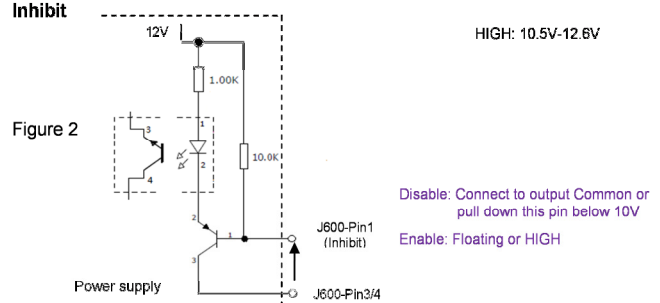 Inhibit
12V
HIGH: 10.5V-12.6V
1.00K
Figure 2
3
1
4
2
10.0K
Disable: Connect to output Common or
pull down this pin below 10V
2
1
J600-Pin1
(Inhibit)
Enable: Floating or HIGH
3
Power supply
J600-Pin3/4